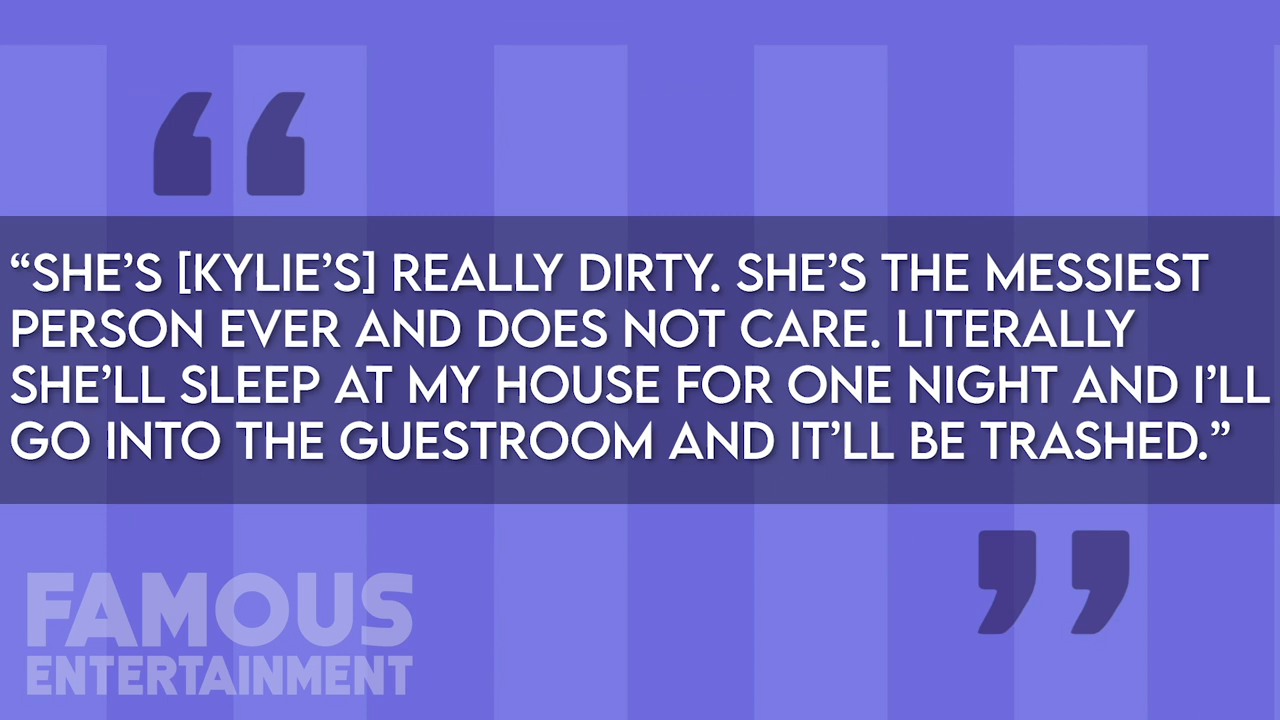 “SHE’S [KYLIE’S] REALLY DIRTY. SHE’S THE MESSIEST
PERSON EVER AND DOES NOT CARE. LITERALLY
SHE’LL SLEEP AT MY HOUSE FOR ONE NIGHT AND I’LL
GO INTO THE GUESTROOM AND IT’LL BE TRASHED.”
FAMOUS
ENTERTAINMENT